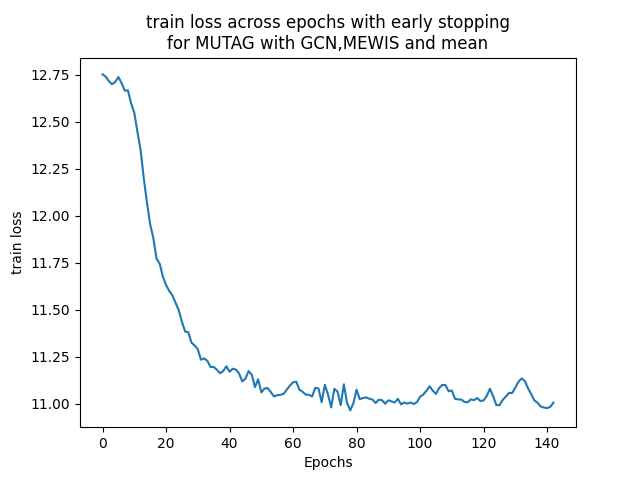 train loss across epochs with early stopping
for MUTAG with GCN,MEWIS and mean
12.75
12.50
12.25
12.00
11.75
11.50
11.25
11.00
train loss
0 20 40 60 80 100 120 140
Epochs